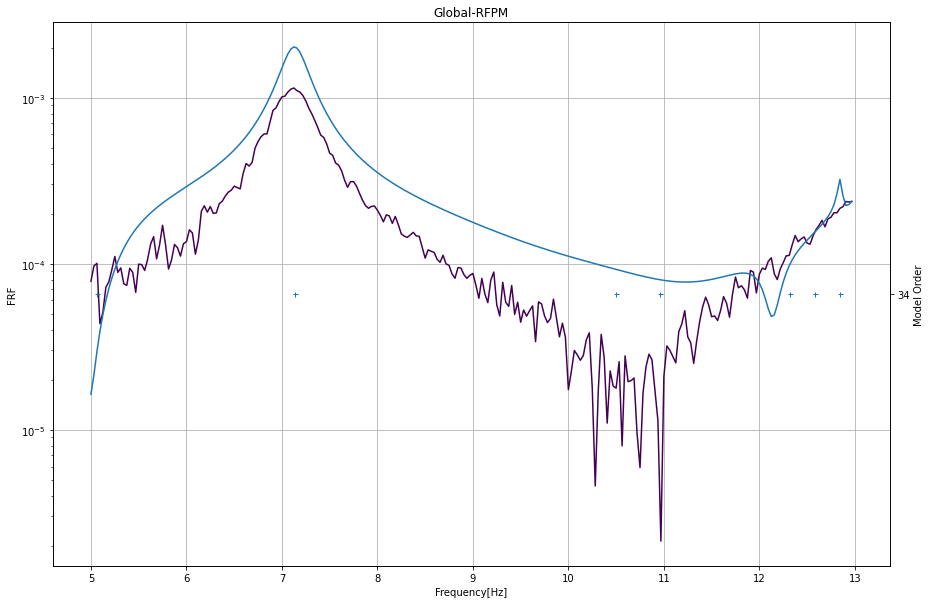 Global-RFPM
10⁻³
10⁻⁴
10⁻⁵
FRF
34
Model Order
5 6 7 8 9 10 11 12 13
Frequency[Hz]